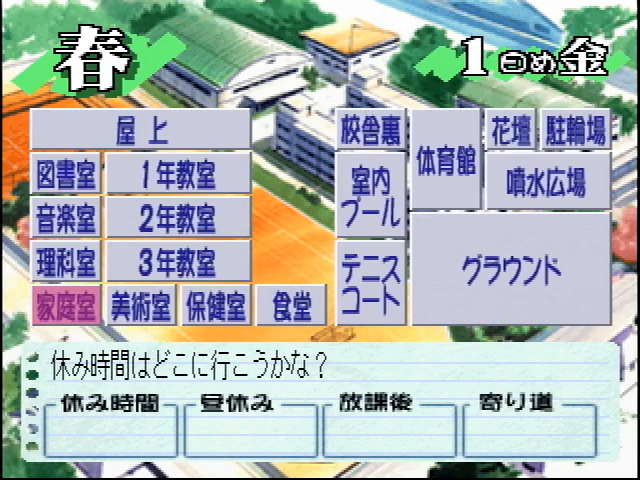 春
1日め金
屋上
校舎裏
体育館
花壇
駐輪場
図書室
1年教室
室内プール
噴水広場
音楽室
2年教室
理科室
3年教室
テニスコート
グラウンド
家庭室
美術室
保健室
食堂
休み時間はどこに行こうかな？
休み時間
昼休み
放課後
寄り道